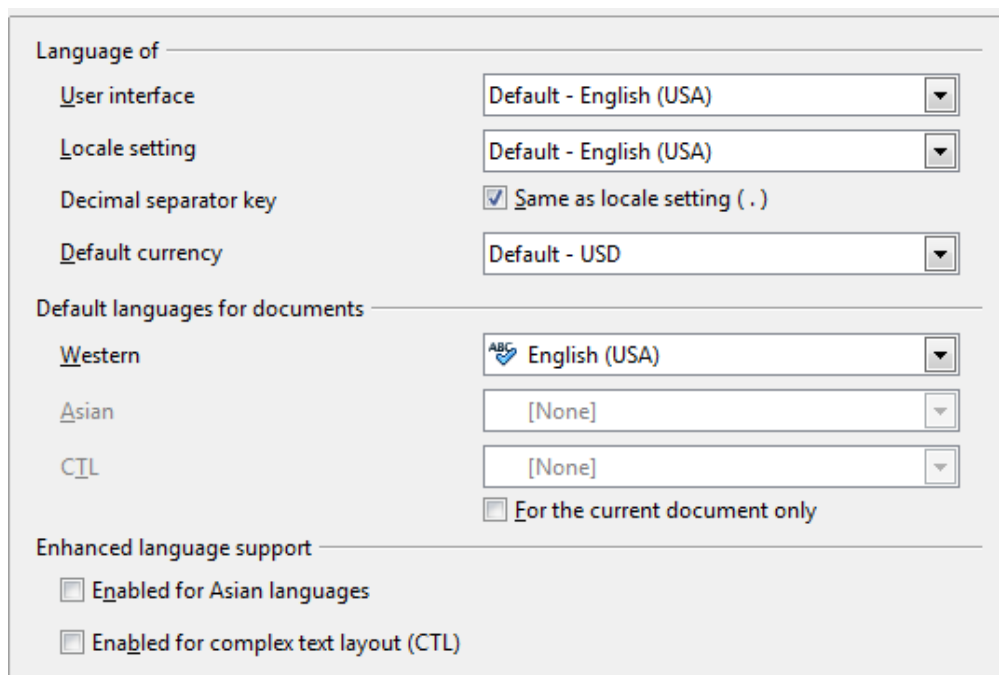 Language of
User interface Default - English (USA)
Locale setting Default - English (USA)
Decimal separator key Same as locale setting ( . )
Default currency Default - USD
Default languages for documents
Western ABC English (USA)
Asian [None]
CTL [None]
For the current document only
Enhanced language support
Enabled for Asian languages
Enabled for complex text layout (CTL)